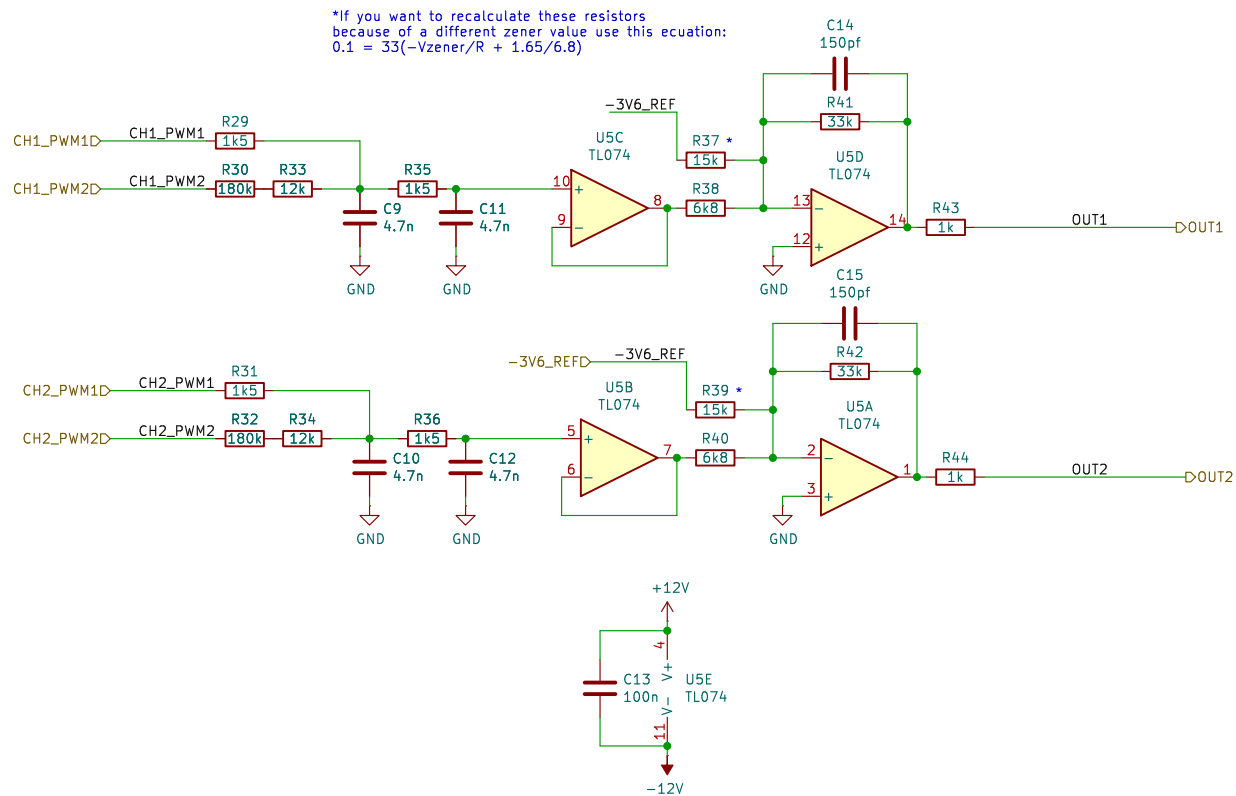 *If you want to recalculate these resistors
because of a different zener value use this ecuation:
0.1 = 33(-Vzener/R + 1.65/6.8)
C14
150pf
-3V6_REF
R41
33k
R29
CH1_PWM1
CH1_PWM1
1k5
U5C
TL074
R37 *
15k
U5D
TL074
R30
R33
R35
CH1_PWM2
CH1_PWM2
180k
12k
1k5
10
+
8
R38
6k8
13
-
C9
4.7n
C11
4.7n
9
-
14
R43
1k
OUT1
OUT1
12
+
GND
GND
GND
C15
150pf
-3V6_REF
-3V6_REF
R42
33k
R31
CH2_PWM1
CH2_PWM1
1k5
U5B
TL074
R39 *
15k
U5A
TL074
R32
R34
R36
CH2_PWM2
CH2_PWM2
180k
12k
1k5
5
+
7
R40
6k8
2
-
C10
4.7n
C12
4.7n
6
-
1
R44
1k
OUT2
OUT2
3
+
GND
GND
GND
+12V
4
V+
C13
100n
U5E
TL074
V-
11
-12V